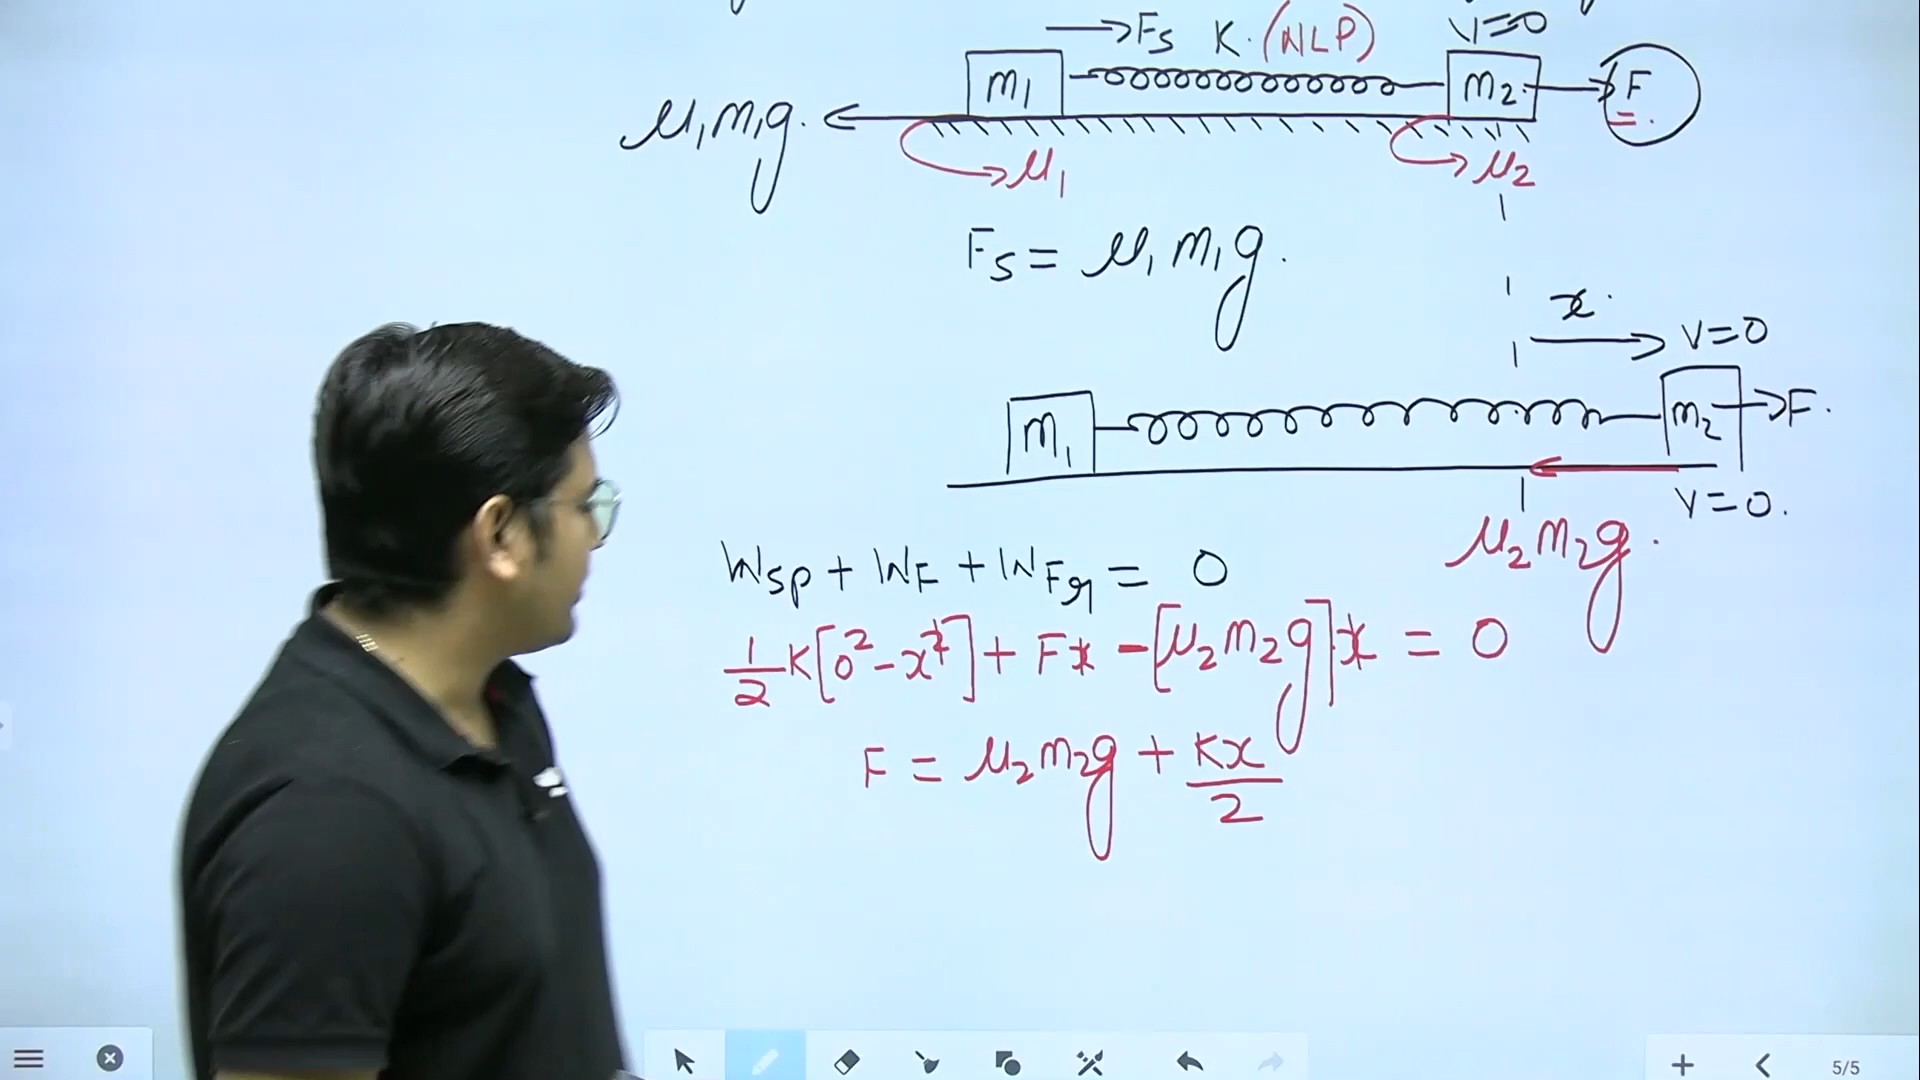 →Fs K. (NLP) V=0
m₁ m₂ → F
μ₁m₁g.
μ₁ μ₂
Fs = μ₁m₁g.
x. V=0
m₁ m₂ → F.
V=0.
μ₂m₂g.
Wsp + WF + WFr = 0
1/2 K[0² - x²] + Fx - [μ₂m₂g]x = 0
F = μ₂m₂g + Kx/2
5/5